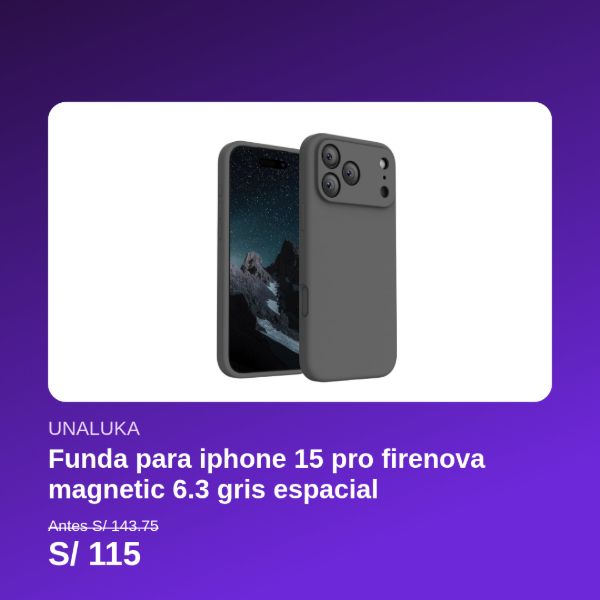 UNALUKA
Funda para iphone 15 pro firenova
magnetic 6.3 gris espacial
Antes S/ 143.75
S/ 115